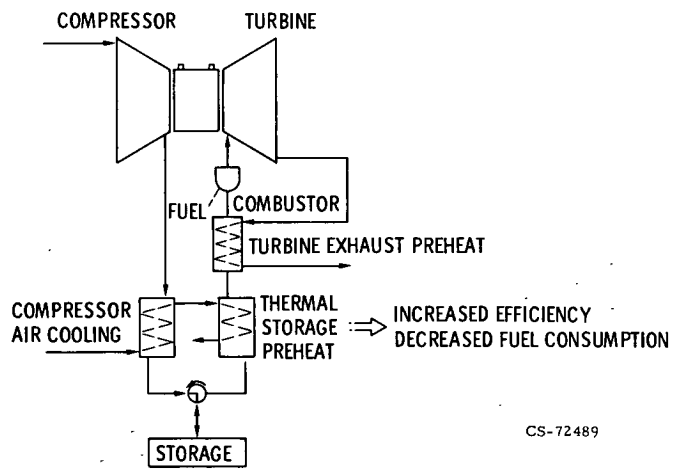 COMPRESSOR
TURBINE
FUEL
COMBUSTOR
TURBINE EXHAUST PREHEAT
COMPRESSOR
AIR COOLING
THERMAL
STORAGE
PREHEAT
INCREASED EFFICIENCY
DECREASED FUEL CONSUMPTION
STORAGE
CS-72489